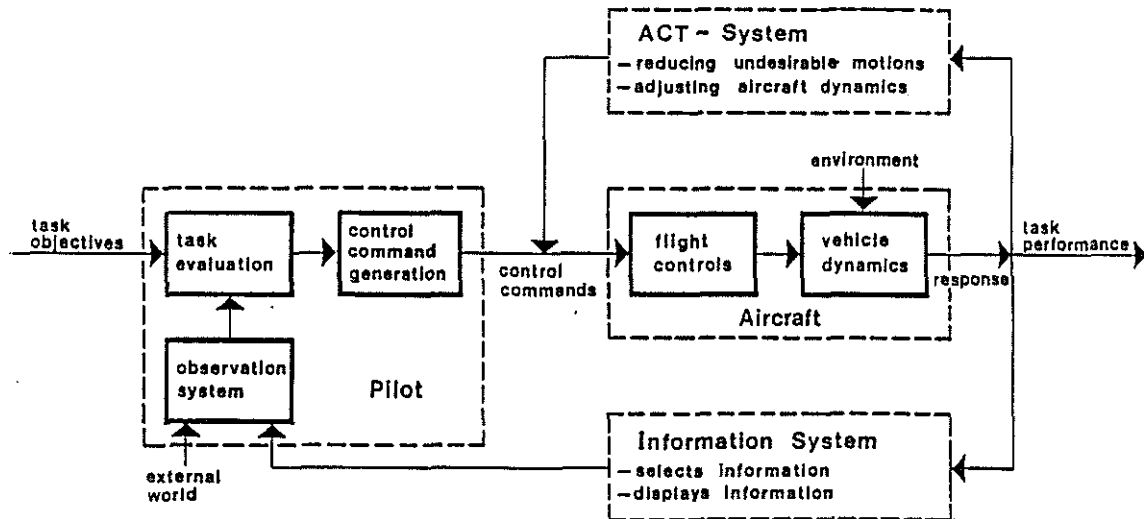 ACT - System
- reducing undesirable motions
- adjusting aircraft dynamics
environment
task
objectives
task
evaluation
control
command
generation
control
commands
flight
controls
vehicle
dynamics
response
task
performance
Aircraft
observation
system
Pilot
external
world
Information System
- selects information
- displays information